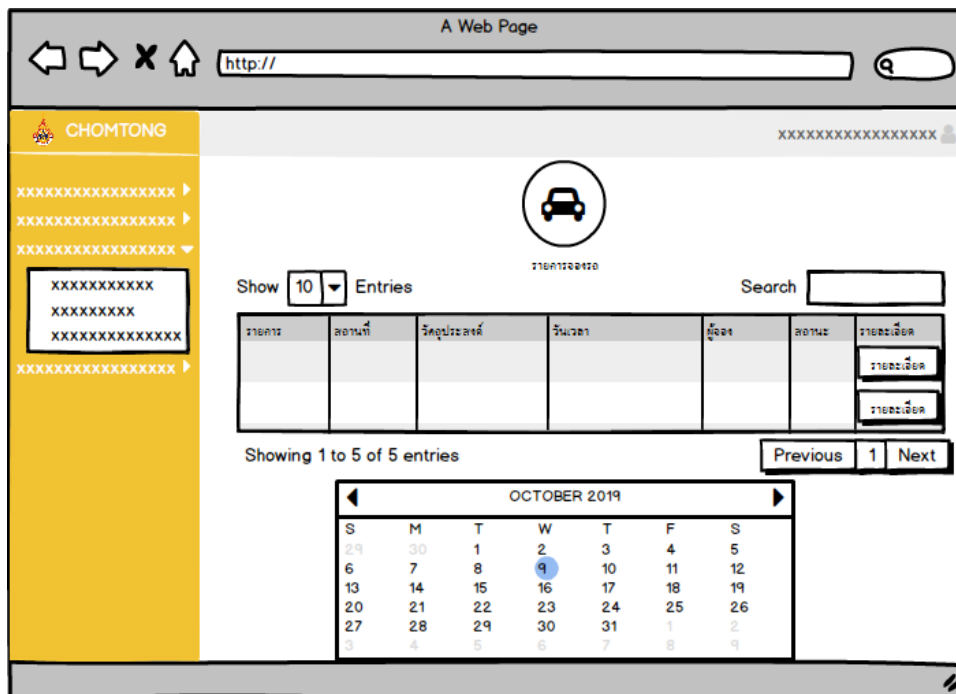 A Web Page
http://
CHOMTONG
xxxxxxxxxxxxxxxxx
xxxxxxxxxxxxxxxxx
xxxxxxxxxxxxxxxxx
xxxxxxxxxxxxxxxxx
xxxxxxxxxxx
xxxxxxxxx
xxxxxxxxxxxxxx
xxxxxxxxxxxxxxxxx
รายการจองรถ
Show 10 Entries Search
รายการ สถานที่ วัตถุประสงค์ วันเวลา ผู้จอง สถานะ รายละเอียด
รายละเอียด
รายละเอียด
Showing 1 to 5 of 5 entries Previous 1 Next
OCTOBER 2019
S M T W T F S
29 30 1 2 3 4 5
6 7 8 9 10 11 12
13 14 15 16 17 18 19
20 21 22 23 24 25 26
27 28 29 30 31 1 2
3 4 5 6 7 8 9